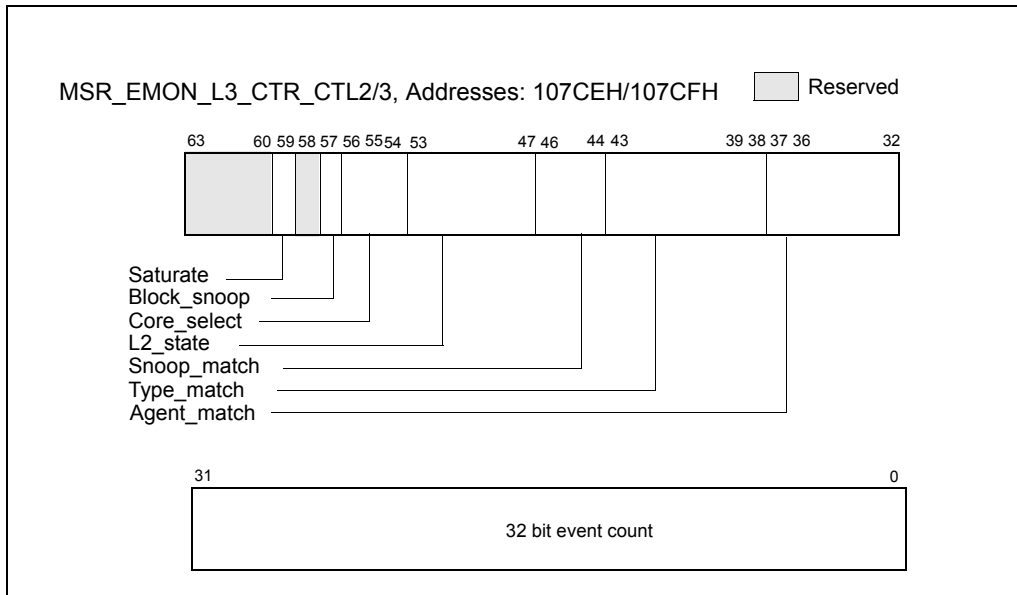 MSR_EMON_L3_CTR_CTL2/3, Addresses: 107CEH/107CFH Reserved
63 60 59 58 57 56 55 54 53 47 46 44 43 39 38 37 36 32
Saturate
Block_snoop
Core_select
L2_state
Snoop_match
Type_match
Agent_match
31 0
32 bit event count